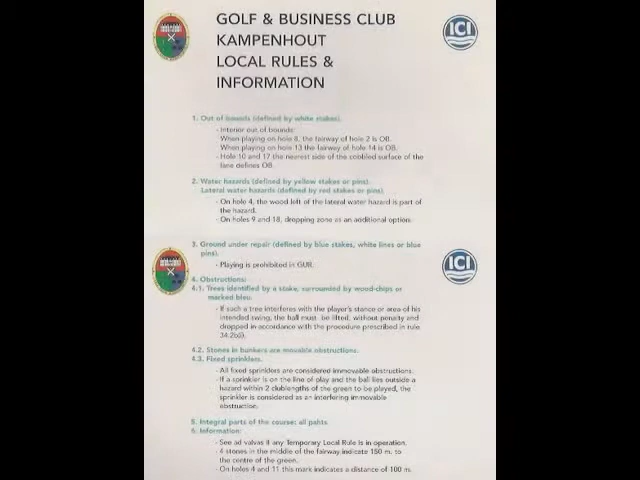 GOLF & BUSINESS CLUB
KAMPENHOUT
LOCAL RULES &
INFORMATION
ICI
1. Out of bounds (defined by white stakes).
- Interior out of bounds:
When playing on hole 8, the fairway of hole 2 is OB.
When playing on hole 13 the fairway of hole 14 is OB.
- Hole 10 and 17 the nearest side of the cobbled surface of the
lane defines OB.
2. Water hazards (defined by yellow stakes or pins).
Lateral water hazards (defined by red stakes or pins).
- On hole 4, the wood left of the lateral water hazard is part of
the hazard.
- On holes 9 and 18, dropping zone as an additional option.
3. Ground under repair (defined by blue stakes, white lines or blue
pins).
- Playing is prohibited in GUR.
ICI
4. Obstructions:
4.1. Trees identified by a stake, surrounded by wood-chips or
marked bleu.
- If such a tree interferes with the player's stance or area of his
intended swing, the ball must be lifted, without penalty and
dropped in accordance with the procedure prescribed in rule
4.2. Stones in bunkers are movable obstructions.
4.3. Fixed sprinklers.
- All fixed sprinklers are considered immovable obstructions.
- If a sprinkler is on the line of play and the ball lies outside a
hazard within 2 clublengths of the green to be played, the
sprinkler is considered as an interfering immovable
obstruction.
5. Integral parts of the course: all pahts.
6. Information:
- See ad valvas if any Temporary Local Rule is in operation.
- 4 stones in the middle of the fairway indicate 150 m. to
the centre of the green.
- On holes 4 and 11 this mark indicates a distance of 100 m.